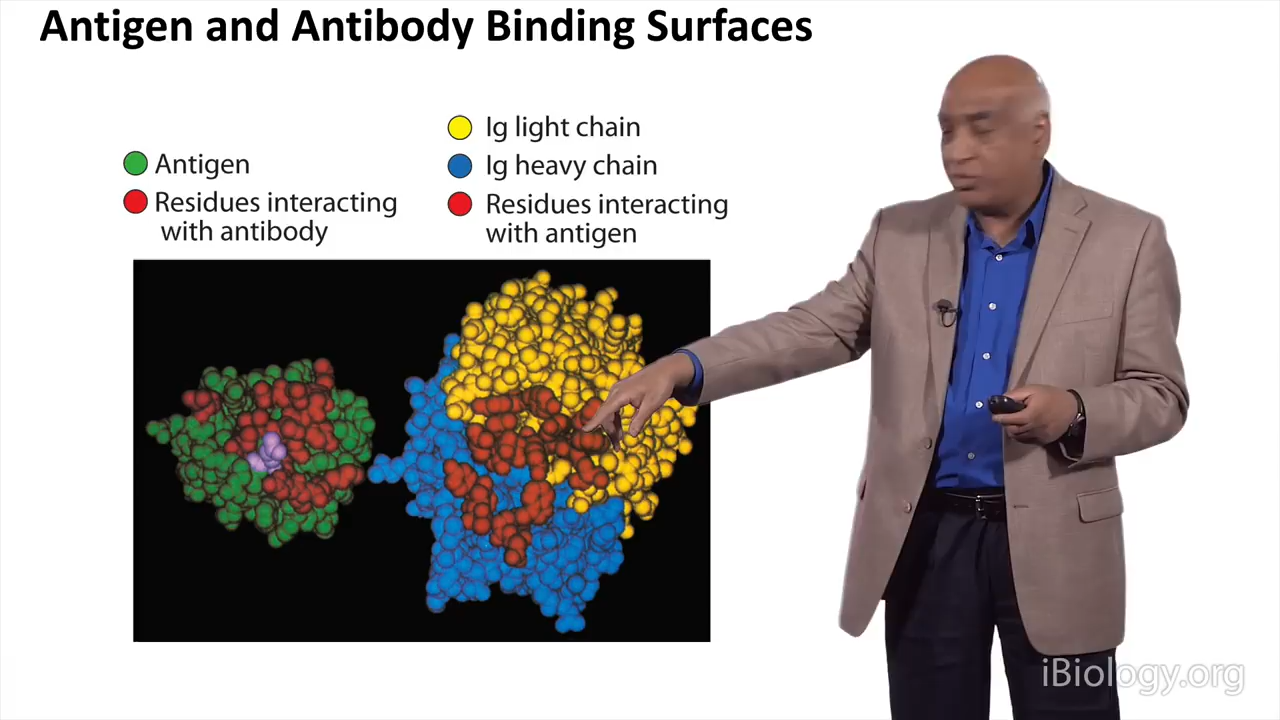 Antigen and Antibody Binding Surfaces
Antigen
Residues interacting
with antibody
Ig light chain
Ig heavy chain
Residues interacting
with antigen
iBiology.org